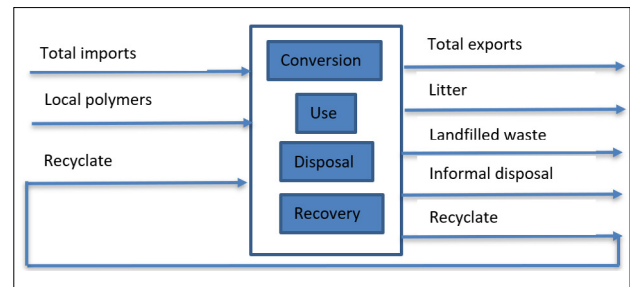 Total imports
Local polymers
Recyclate
Conversion
Use
Disposal
Recovery
Total exports
Litter
Landfilled waste
Informal disposal
Recyclate